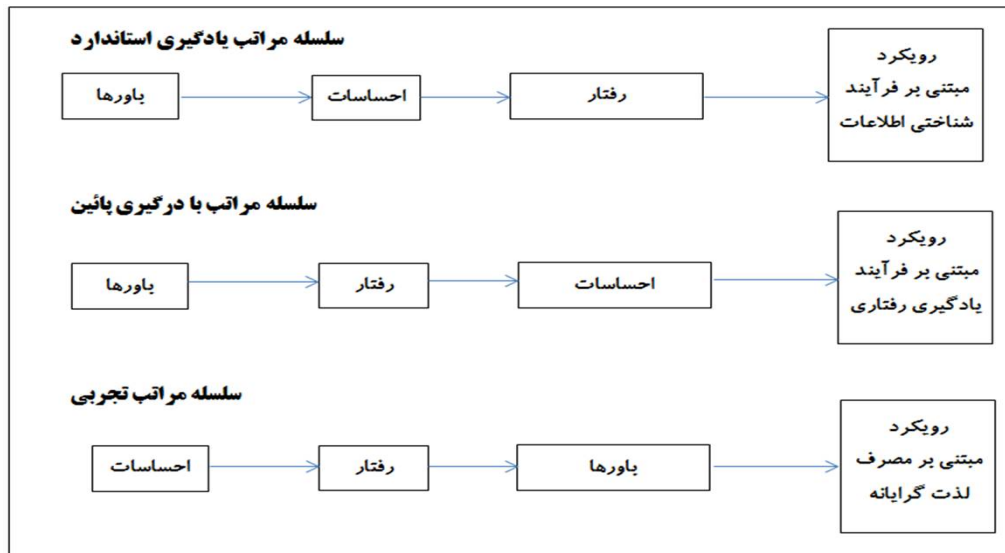 سلسله مراتب یادگیری استاندارد
باورها
احساسات
رفتار
رویکرد
مبتنی بر فرآیند
شناختی اطلاعات
سلسله مراتب با درگیری پائین
باورها
رفتار
احساسات
رویکرد
مبتنی بر فرآیند
یادگیری رفتاری
سلسله مراتب تجربی
احساسات
رفتار
باورها
رویکرد
مبتنی بر مصرف
لذت گرایانه